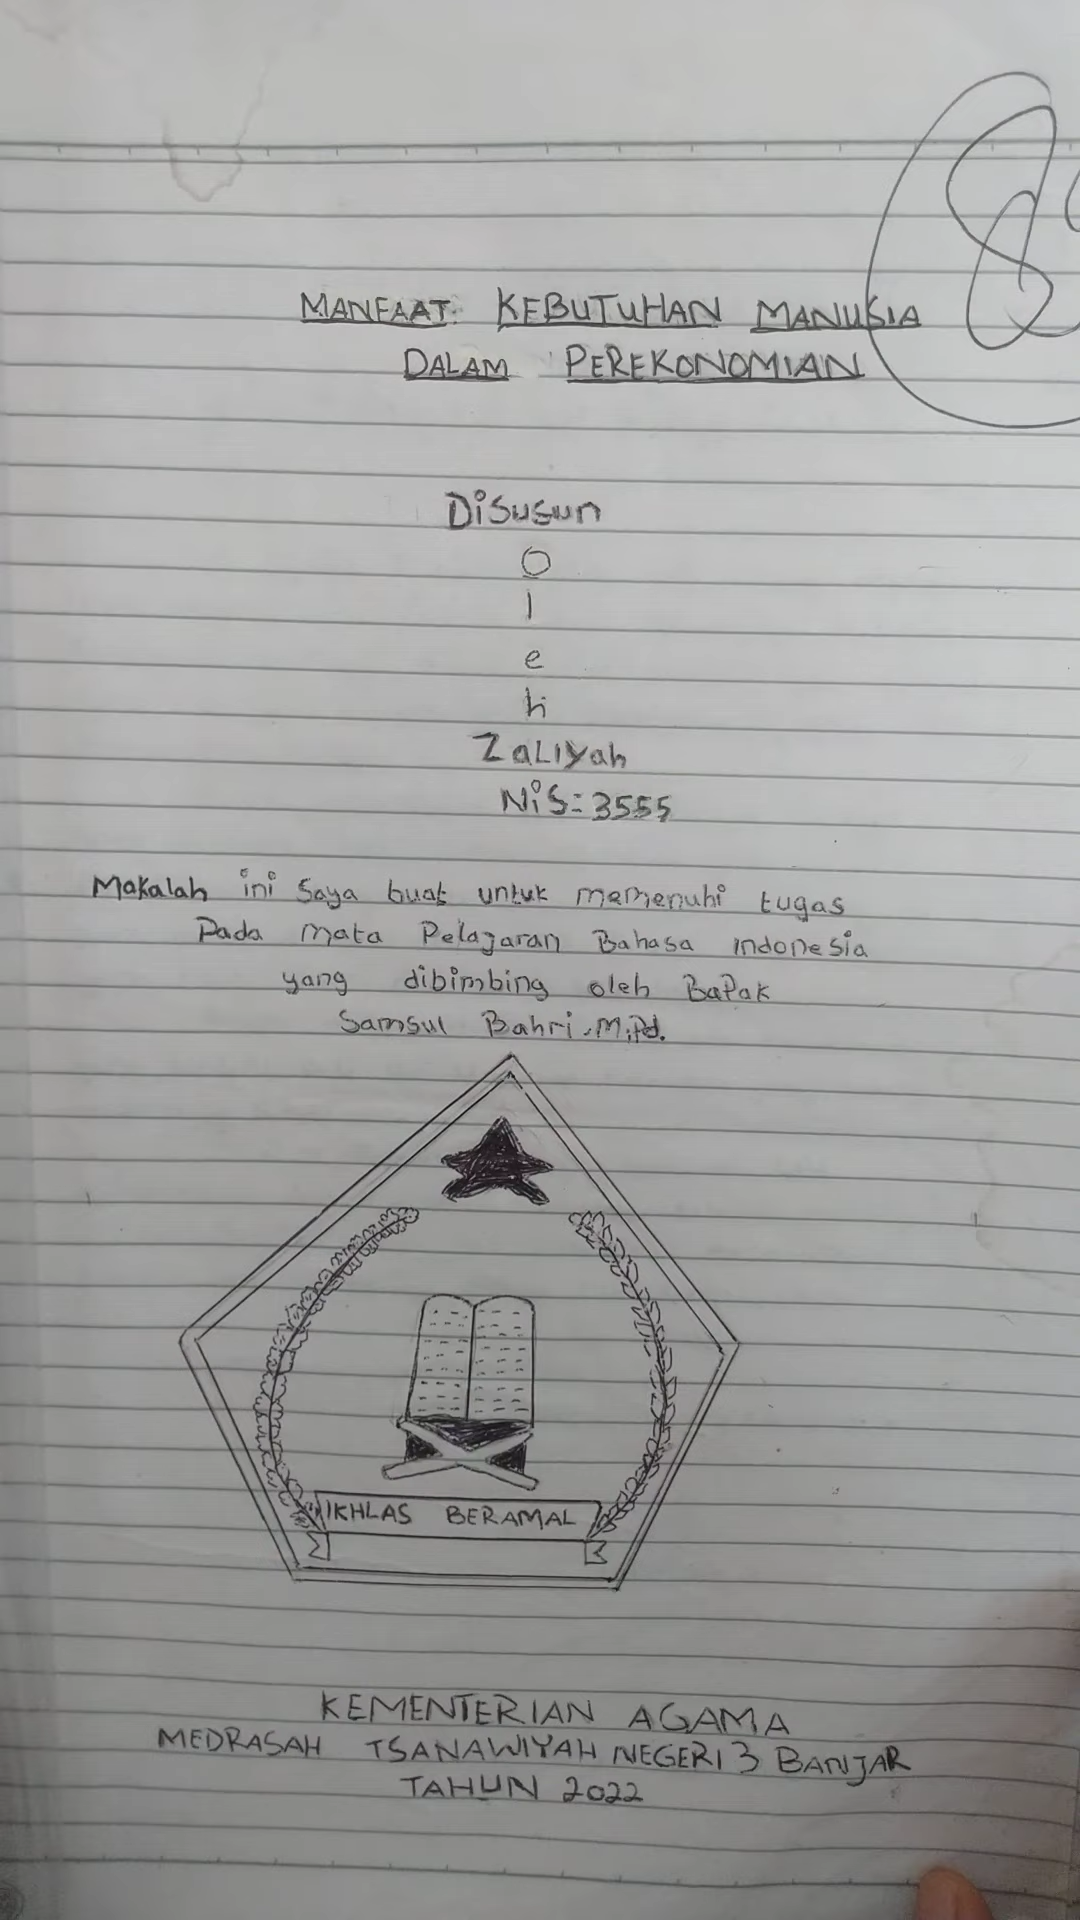 MANFAAT KEBUTUHAN MANUSIA
DALAM PEREKONOMIAN
Disusun
O
l
e
h
ZaLiyah
NiS=3555
Makalah ini Saya buat untuk memenuhi tugas
Pada mata Pelajaran Bahasa indonesia
yang dibimbing oleh BaPak
Samsul Bahri.M.Pd.
IKHLAS BERAMAL
KEMENTERIAN AGAMA
MEDRASAH TSANAWIYAH NEGERI 3 BANJAR
TAHUN 2022